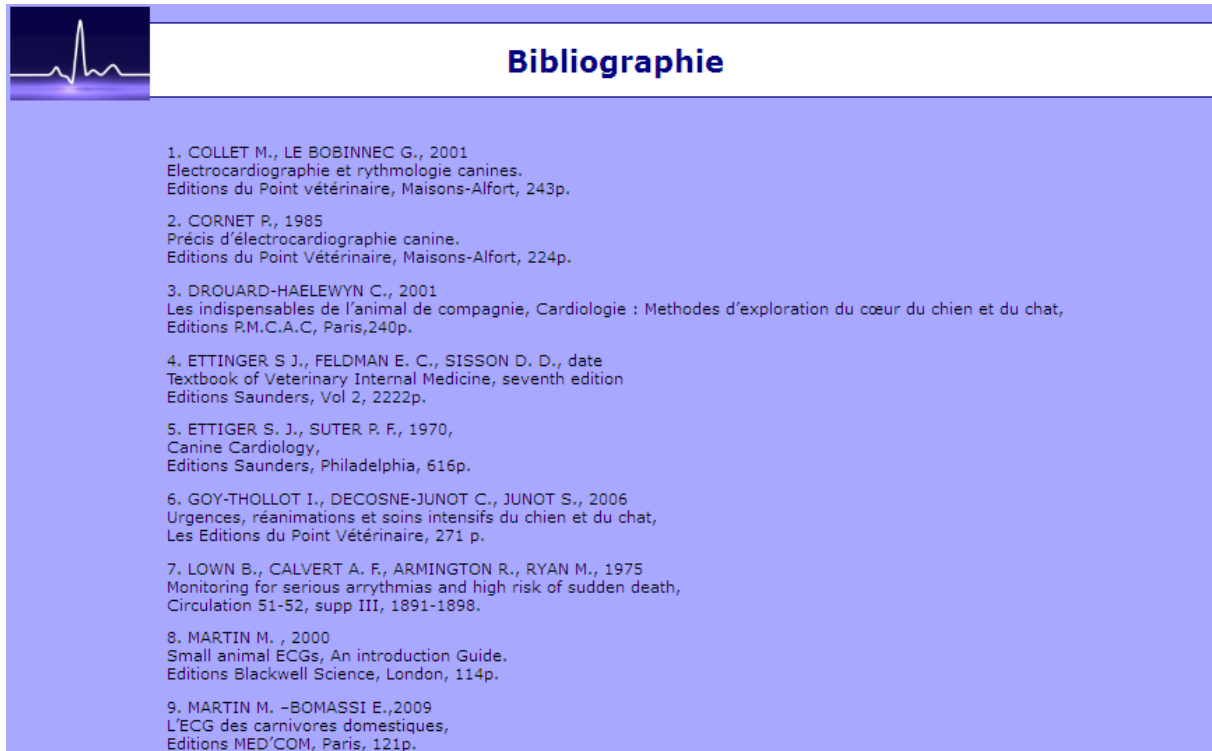 Bibliographie
1. COLLET M., LE BOBINNEC G., 2001
Electrocardiographie et rythmologie canines.
Editions du Point vétérinaire, Maisons-Alfort, 243p.
2. CORNET P., 1985
Précis d’électrocardiographie canine.
Editions du Point Vétérinaire, Maisons-Alfort, 224p.
3. DROUARD-HAELEWYN C., 2001
Les indispensables de l’animal de compagnie, Cardiologie : Methodes d’exploration du cœur du chien et du chat,
Editions P.M.C.A.C, Paris,240p.
4. ETTINGER S J., FELDMAN E. C., SISSON D. D., date
Textbook of Veterinary Internal Medicine, seventh edition
Editions Saunders, Vol 2, 2222p.
5. ETTIGER S. J., SUTER P. F., 1970,
Canine Cardiology,
Editions Saunders, Philadelphia, 616p.
6. GOY-THOLLOT I., DECOSNE-JUNOT C., JUNOT S., 2006
Urgences, réanimations et soins intensifs du chien et du chat,
Les Editions du Point Vétérinaire, 271 p.
7. LOWN B., CALVERT A. F., ARMINGTON R., RYAN M., 1975
Monitoring for serious arrythmias and high risk of sudden death,
Circulation 51-52, supp III, 1891-1898.
8. MARTIN M. , 2000
Small animal ECGs, An introduction Guide.
Editions Blackwell Science, London, 114p.
9. MARTIN M. –BOMASSI E.,2009
L’ECG des carnivores domestiques,
Editions MED’COM, Paris, 121p.